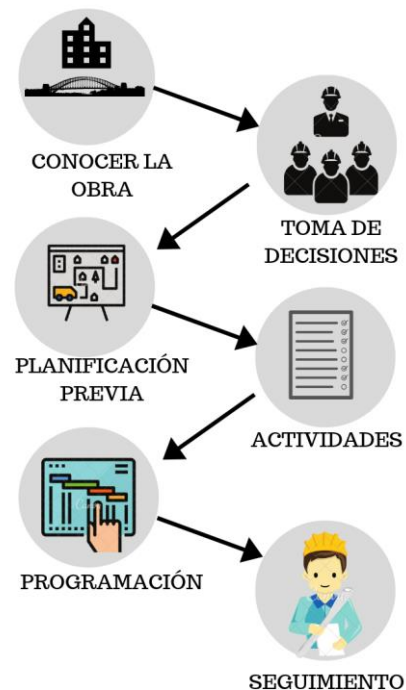 CONOCER LA
OBRA
TOMA DE
DECISIONES
PLANIFICACIÓN
PREVIA
ACTIVIDADES
PROGRAMACIÓN
SEGUIMIENTO